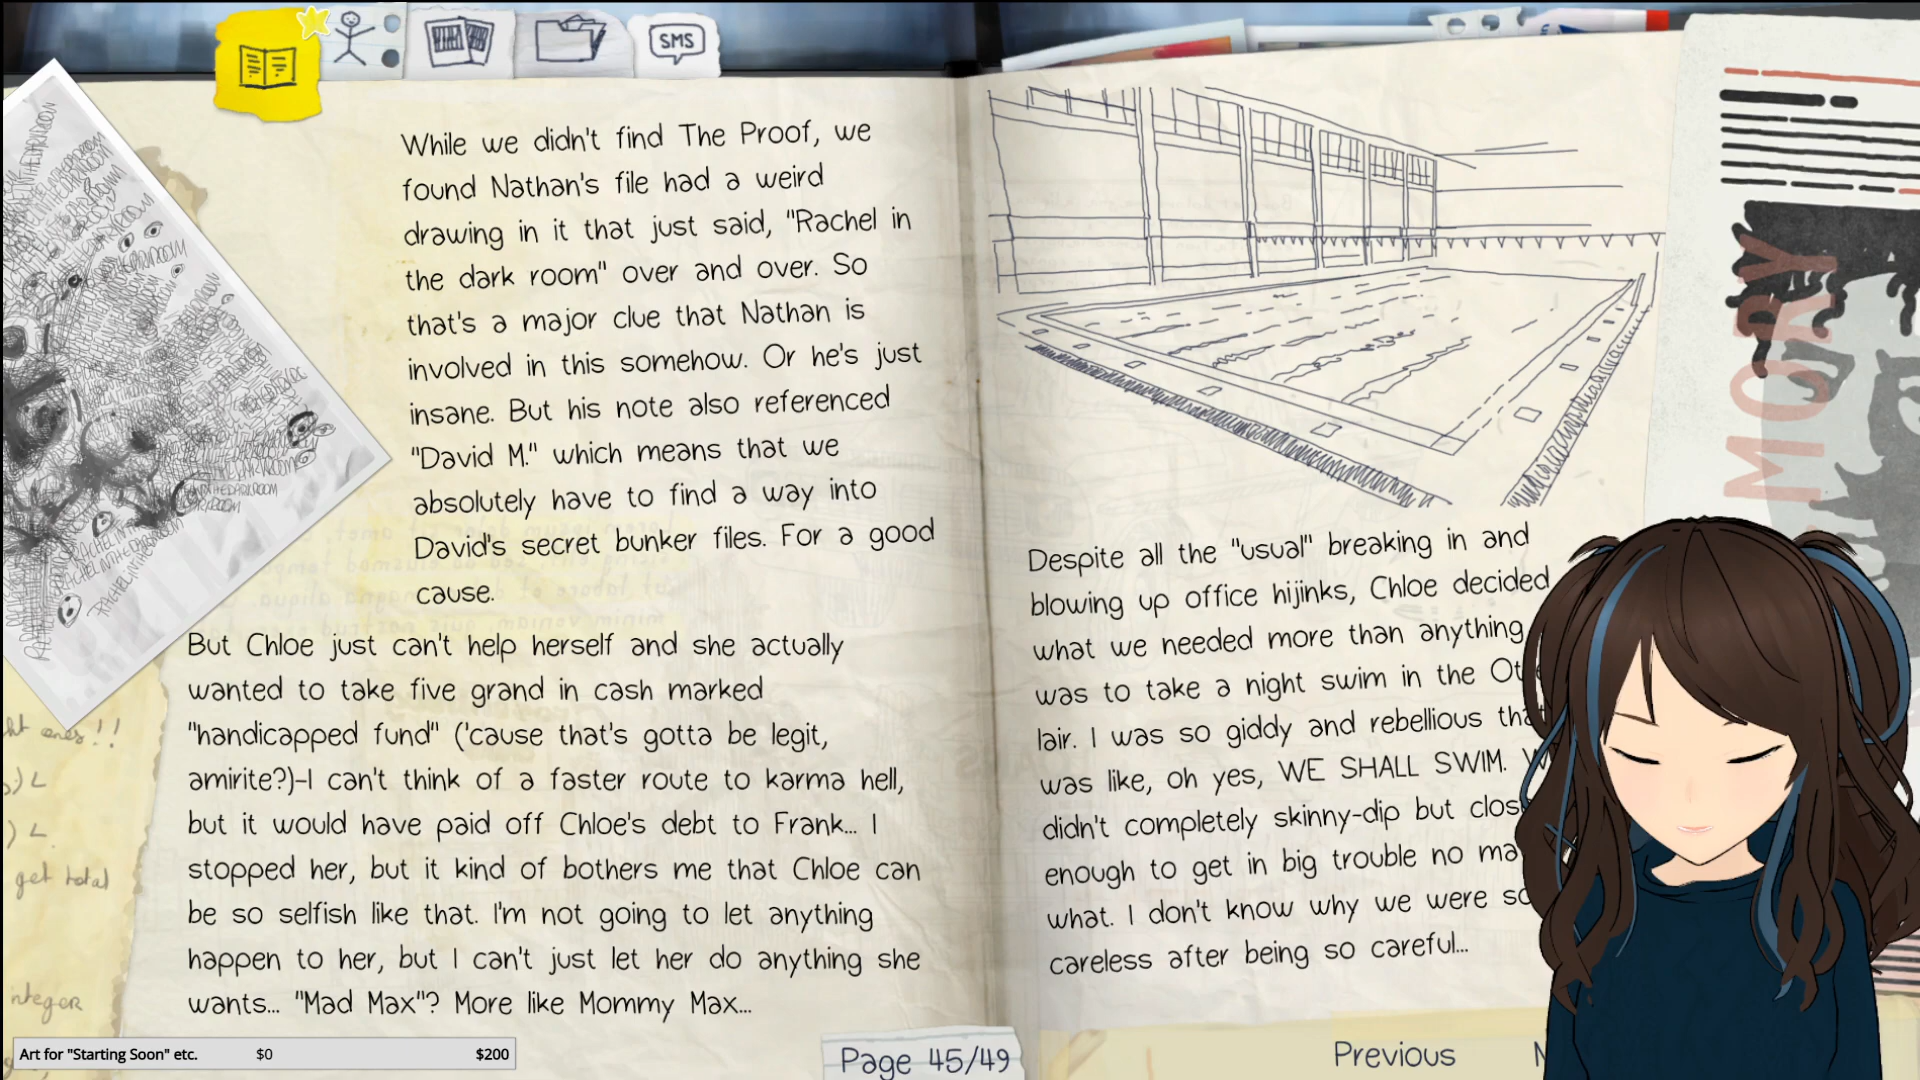 SMS
While we didn't find The Proof, we
found Nathan's file had a weird
drawing in it that just said, "Rachel in
the dark room" over and over. So
that's a major clue that Nathan is
involved in this somehow. Or he's just
insane. But his note also referenced
"David M." which means that we
absolutely have to find a way into
David's secret bunker files. For a good
cause.
But Chloe just can't help herself and she actually
wanted to take five grand in cash marked
"handicapped fund" ('cause that's gotta be legit,
amirite?)-I can't think of a faster route to karma hell,
but it would have paid off Chloe's debt to Frank... I
stopped her, but it kind of bothers me that Chloe can
be so selfish like that. I'm not going to let anything
happen to her, but I can't just let her do anything she
wants... "Mad Max"? More like Mommy Max...
Despite all the "usual" breaking in and
blowing up office hijinks, Chloe decided
what we needed more than anything
was to take a night swim in the
lair. I was so giddy and rebellious
was like, oh yes, WE SHALL SWIM.
didn't completely skinny-dip but
enough to get in big trouble no
what. I don't know why we were
careless after being so careful...
get total
MORY
Art for "Starting Soon" etc. $0 $200
Page 45/49
Previous